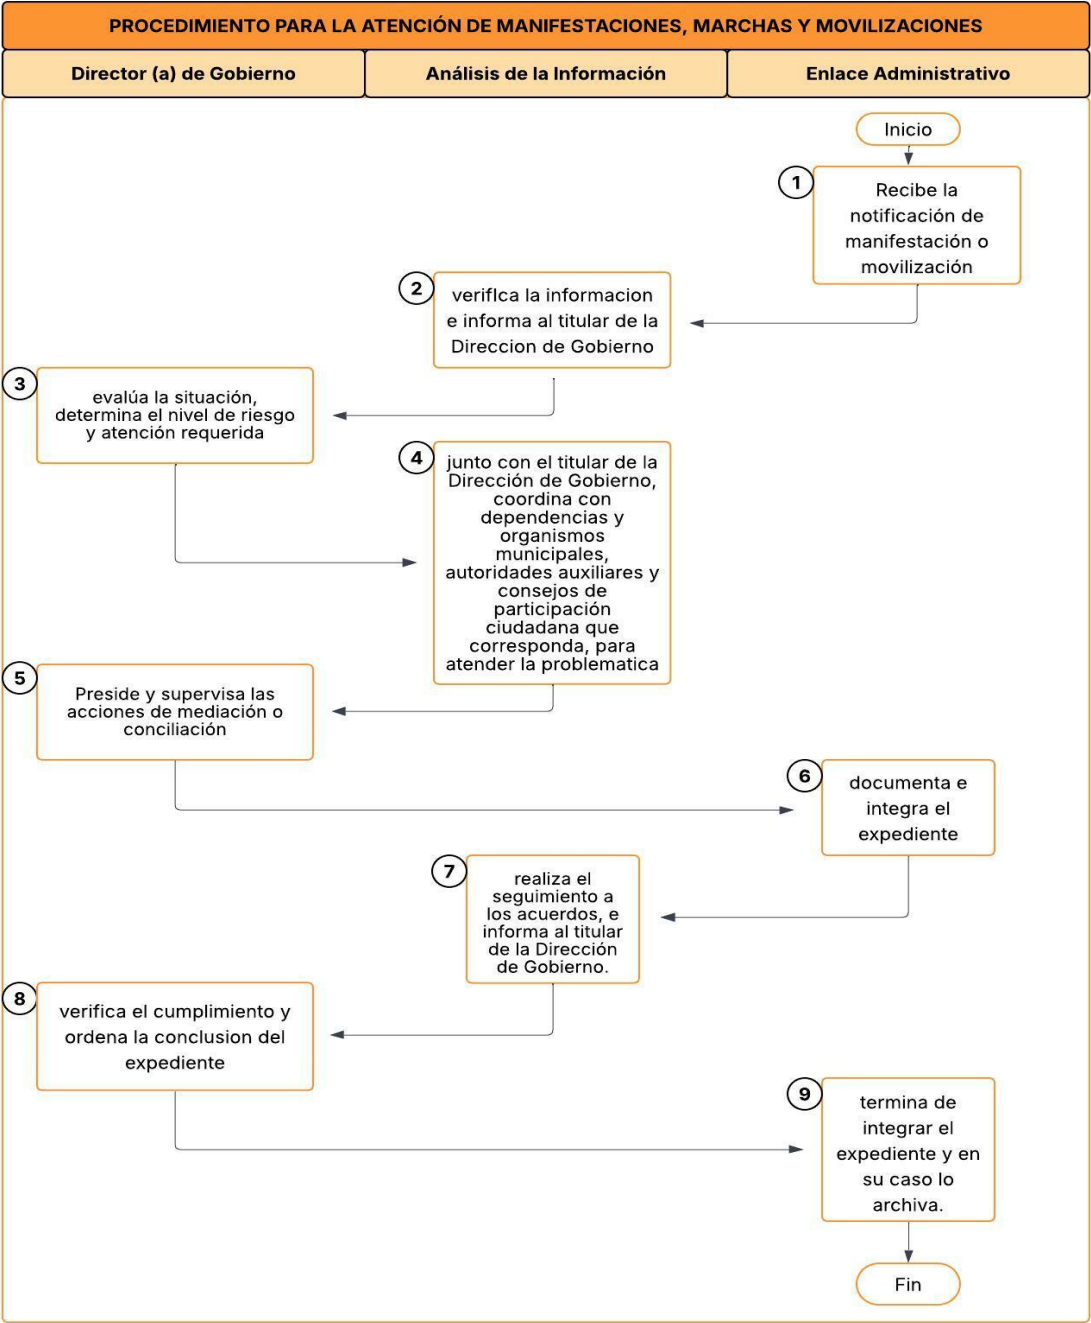 PROCEDIMIENTO PARA LA ATENCIÓN DE MANIFESTACIONES, MARCHAS Y MOVILIZACIONES
Director (a) de Gobierno
Análisis de la Información
Enlace Administrativo
Inicio
1
Recibe la
notificación de
manifestación o
movilización
2
verifIca la informacion
e informa al titular de la
Direccion de Gobierno
3
evalúa la situación,
determina el nivel de riesgo
y atención requerida
4
junto con el titular de la
Dirección de Gobierno,
coordina con
dependencias y
organismos
municipales,
autoridades auxiliares y
consejos de
participación
ciudadana que
corresponda, para
atender la problematica
5
Preside y supervisa las
acciones de mediación o
conciliación
6
documenta e
integra el
expediente
7
realiza el
seguimiento a
los acuerdos, e
informa al titular
de la Dirección
de Gobierno.
8
verifica el cumplimiento y
ordena la conclusion del
expediente
9
termina de
integrar el
expediente y en
su caso lo
archiva.
Fin